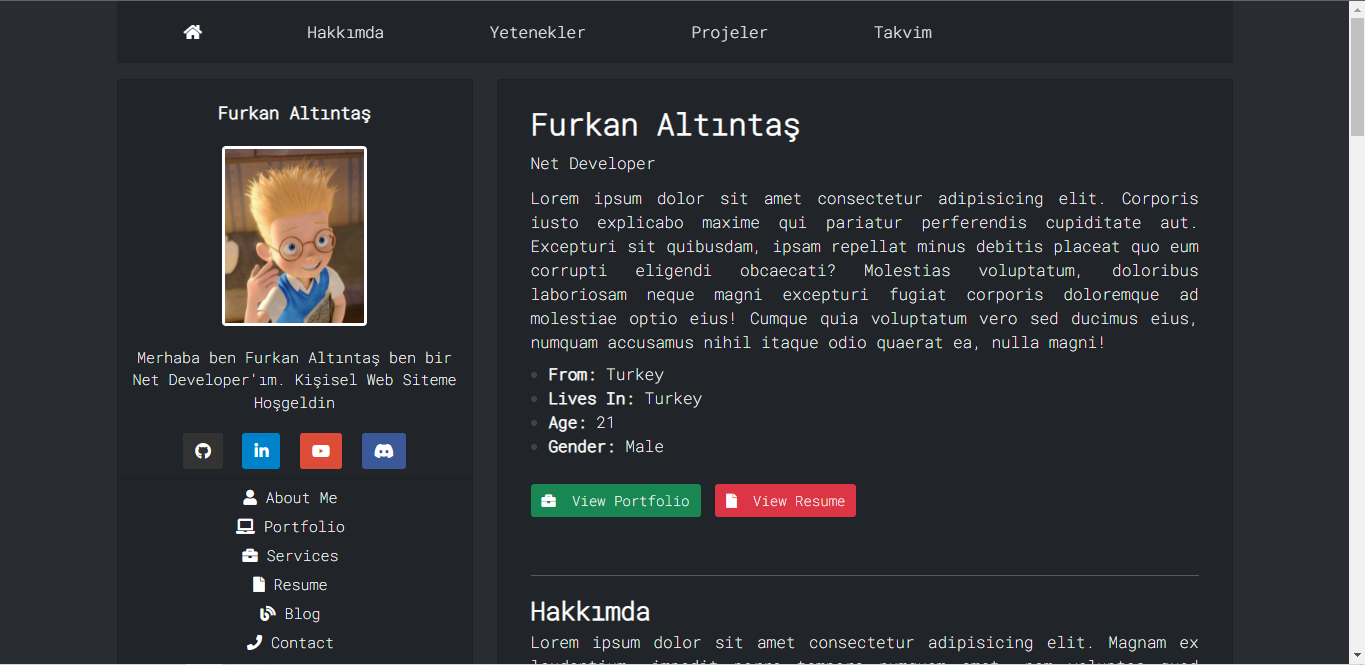 Hakkımda
Yetenekler
Projeler
Takvim
Furkan Altıntaş
Merhaba ben Furkan Altıntaş ben bir
Net Developer'ım. Kişisel Web Siteme
Hoşgeldin
in
About Me
Portfolio
Services
Resume
Blog
Contact
Furkan Altıntaş
Net Developer
Lorem ipsum dolor sit amet consectetur adipisicing elit. Corporis
iusto explicabo maxime qui pariatur perferendis cupiditate aut.
Excepturi sit quibusdam, ipsam repellat minus debitis placeat quo eum
corrupti eligendi obcaecati? Molestias voluptatum, doloribus
laboriosam neque magni excepturi fugiat corporis doloremque ad
molestiae optio eius! Cumque quia voluptatum vero sed ducimus eius,
numquam accusamus nihil itaque odio quaerat ea, nulla magni!
From: Turkey
Lives In: Turkey
Age: 21
Gender: Male
View Portfolio
View Resume
Hakkımda
Lorem ipsum dolor sit amet consectetur adipisicing elit. Magnam ex